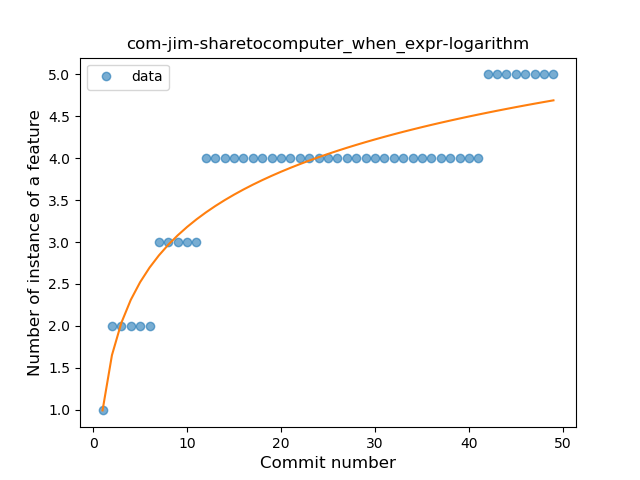 com-jim-sharetocomputer_when_expr-logarithm
data
Number of instance of a feature
5.0
4.5
4.0
3.5
3.0
2.5
2.0
1.5
1.0
0 10 20 30 40 50
Commit number